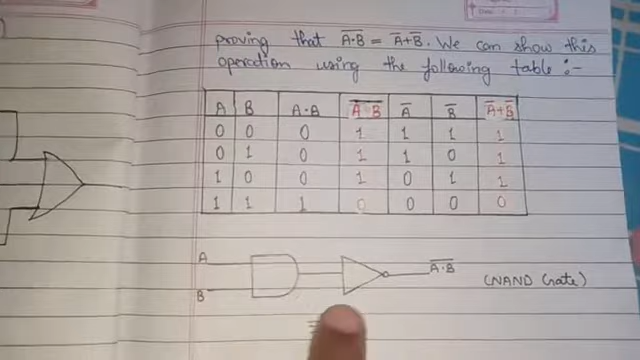 proving that A̅·̅B̅ = A̅+B̅. We can show this
operation using the following table :-
A B A·B A̅·̅B̅ A̅ B̅ A̅+B̅
0 0 0 1 1 1 1
0 1 0 1 1 0 1
1 0 0 1 0 1 1
1 1 1 0 0 0 0
A
A̅·̅B̅
(NAND Gate)
B